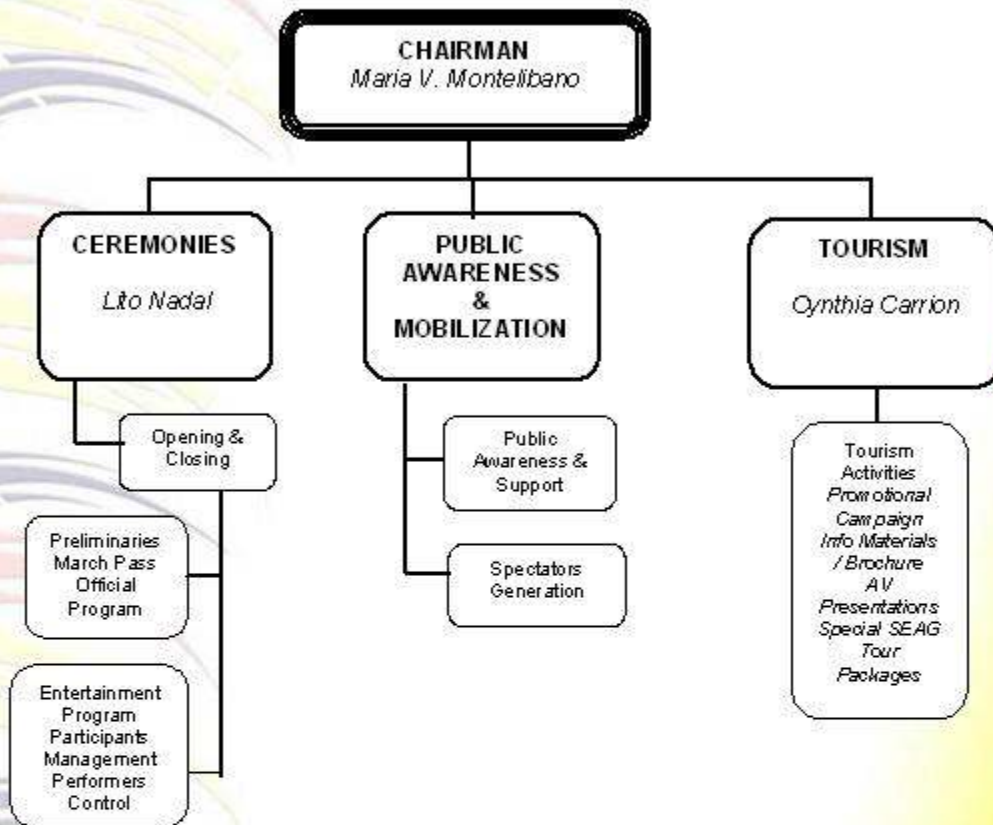 CHAIRMAN
Maria V. Montelibano
CEREMONIES
Lito Nadal
PUBLIC
AWARENESS
&
MOBILIZATION
TOURISM
Cynthia Carrion
Opening &
Closing
Preliminaries
March Pass
Official
Program
Entertainment
Program
Participants
Management
Performers
Control
Public
Awareness &
Support
Spectators
Generation
Tourism
Activities
Promotional
Campaign
Info Materials
/ Brochure
AV
Presentations
Special SEAG
Tour
Packages